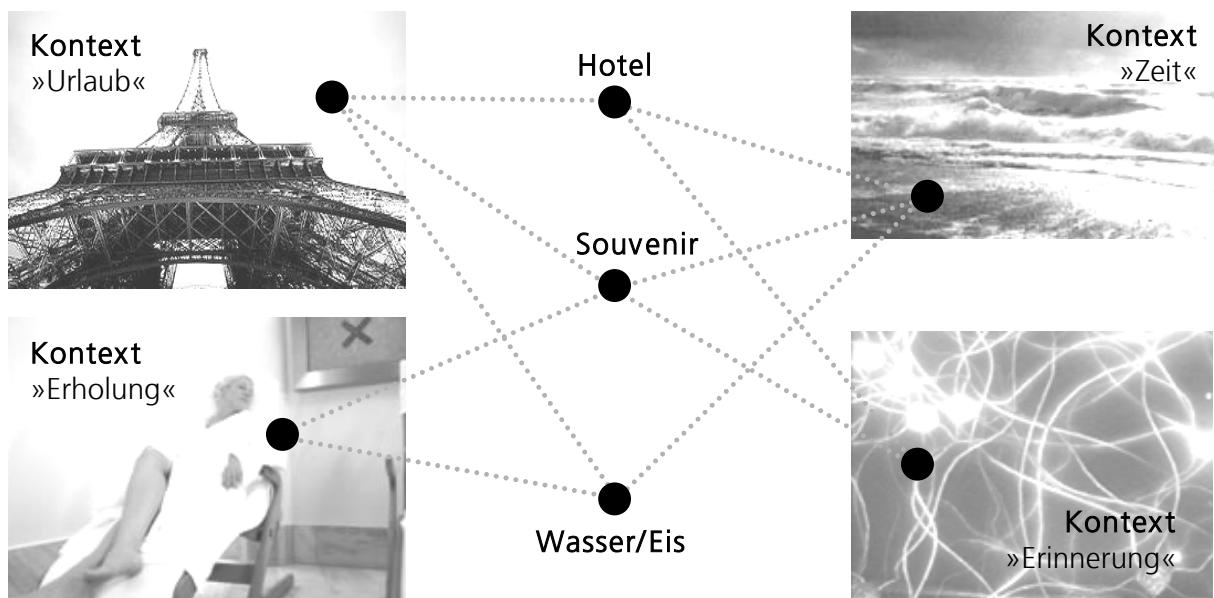 Kontext
»Urlaub«
Hotel
Kontext
»Zeit«
Souvenir
Kontext
»Erholung«
Wasser/Eis
Kontext
»Erinnerung«